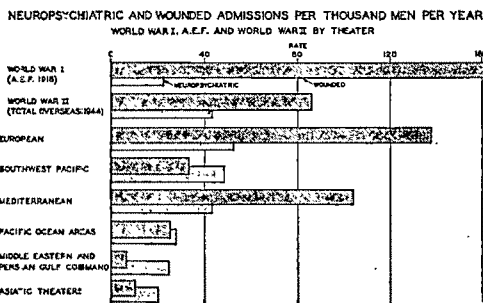 NEUROPSYCHIATRIC AND WOUNDED ADMISSIONS PER THOUSAND MEN PER YEAR
WORLD WAR I, A.E.F. AND WORLD WAR II BY THEATER
RATE
0 40 80 120
WORLD WAR I
(A.E.F. 1918)
NEUROPSYCHIATRIC WOUNDED
WORLD WAR II
(TOTAL OVERSEAS:1944)
EUROPEAN
SOUTHWEST PACIFIC
MEDITERRANEAN
PACIFIC OCEAN AREAS
MIDDLE EASTERN AND
PERSIAN GULF COMMAND
ASIATIC THEATERS